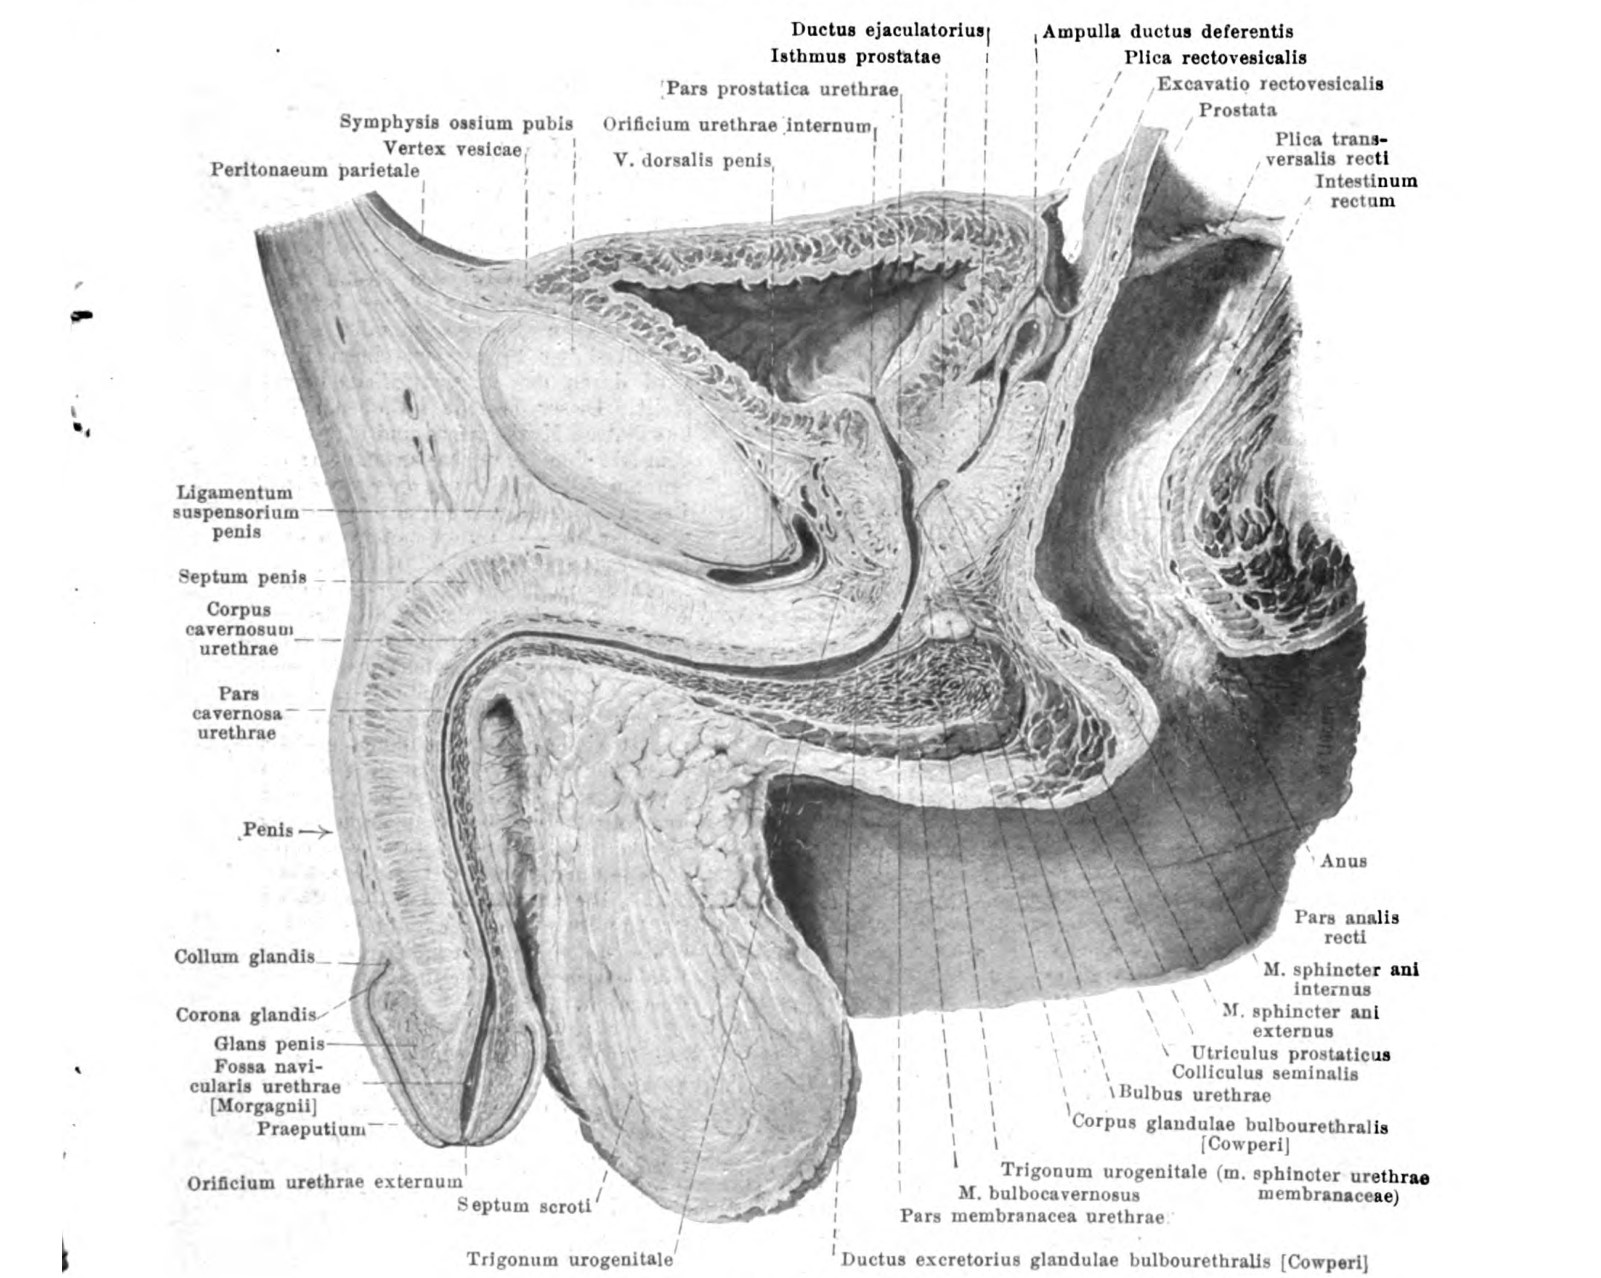 Ductus ejaculatorius
Ampulla ductus deferentis
Isthmus prostatae
Plica rectovesicalis
Pars prostatica urethrae
Excavatio rectovesicalis
Prostata
Symphysis ossium pubis
Orificium urethrae internum
Vertex vesicae
Plica trans-
versalis recti
V. dorsalis penis
Peritonaeum parietale
Intestinum
rectum
Ligamentum
suspensorium
penis
Septum penis
Corpus
cavernosum
urethrae
Pars
cavernosa
urethrae
Penis
Anus
Pars analis
recti
Collum glandis
M. sphincter ani
internus
Corona glandis
M. sphincter ani
externus
Glans penis
Utriculus prostaticus
Fossa navi-
cularis urethrae
[Morgagnii]
Colliculus seminalis
Bulbus urethrae
Praeputium
Corpus glandulae bulbourethralis
[Cowperi]
Orificium urethrae externum
Trigonum urogenitale (m. sphincter urethrae
membranaceae)
Septum scroti
M. bulbocavernosus
Pars membranacea urethrae
Trigonum urogenitale
Ductus excretorius glandulae bulbourethralis [Cowperi]